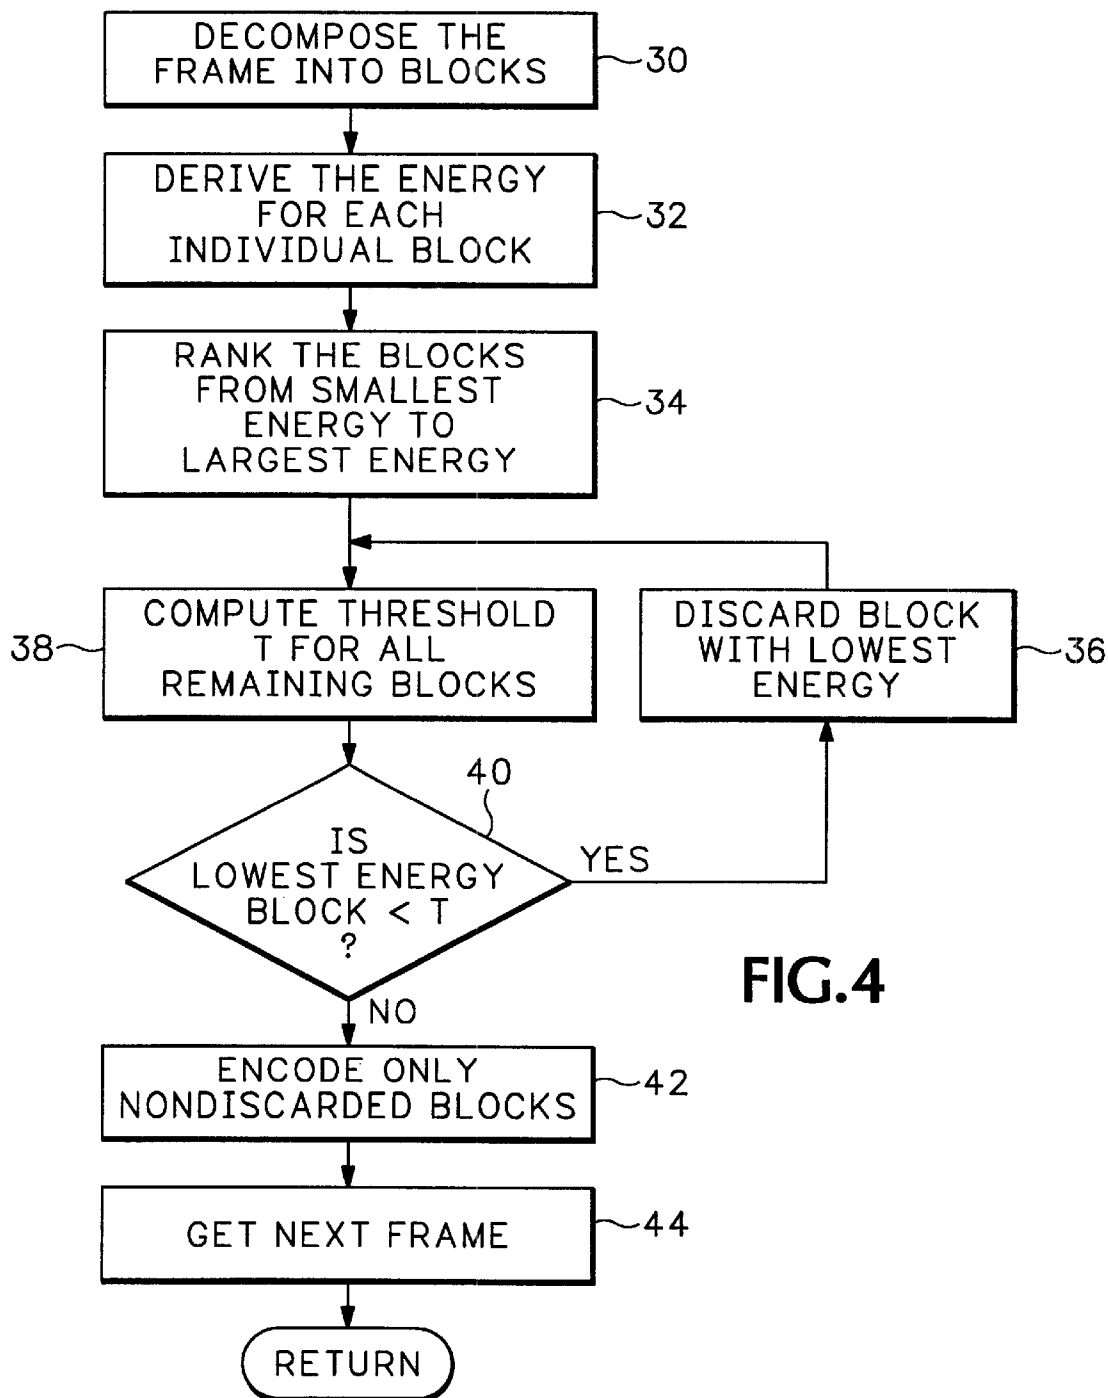 DECOMPOSE THE
FRAME INTO BLOCKS
30
DERIVE THE ENERGY
FOR EACH
INDIVIDUAL BLOCK
32
RANK THE BLOCKS
FROM SMALLEST
ENERGY TO
LARGEST ENERGY
34
COMPUTE THRESHOLD
T FOR ALL
REMAINING BLOCKS
38
DISCARD BLOCK
WITH LOWEST
ENERGY
36
40
IS
LOWEST ENERGY
BLOCK < T
?
YES
NO
FIG.4
ENCODE ONLY
NONDISCARDED BLOCKS
42
GET NEXT FRAME
44
RETURN